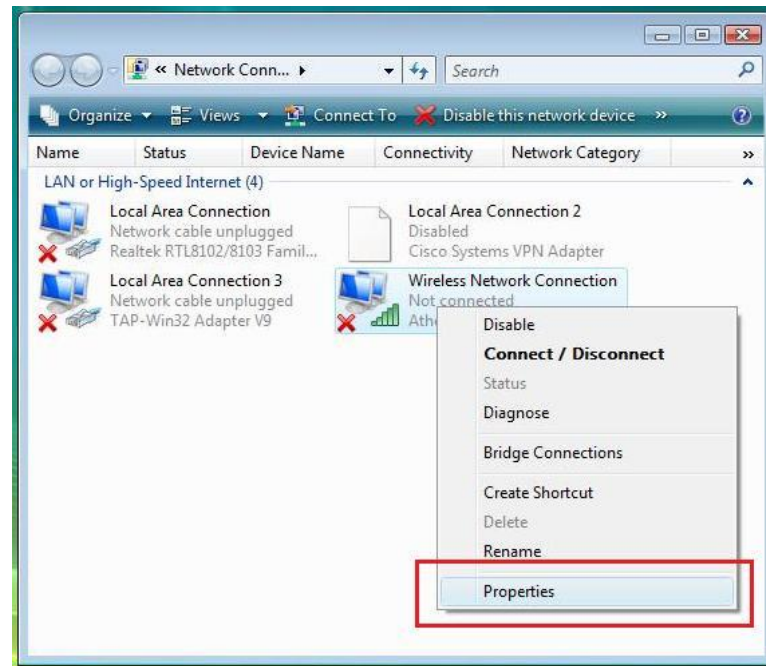 « Network Conn...
Search
Organize Views Connect To Disable this network device »
Name Status Device Name Connectivity Network Category »
LAN or High-Speed Internet (4)
Local Area Connection
Network cable unplugged
Realtek RTL8102/8103 Famil...
Local Area Connection 2
Disabled
Cisco Systems VPN Adapter
Local Area Connection 3
Network cable unplugged
TAP-Win32 Adapter V9
Wireless Network Connection
Not connected
Disable
Connect / Disconnect
Status
Diagnose
Bridge Connections
Create Shortcut
Delete
Rename
Properties